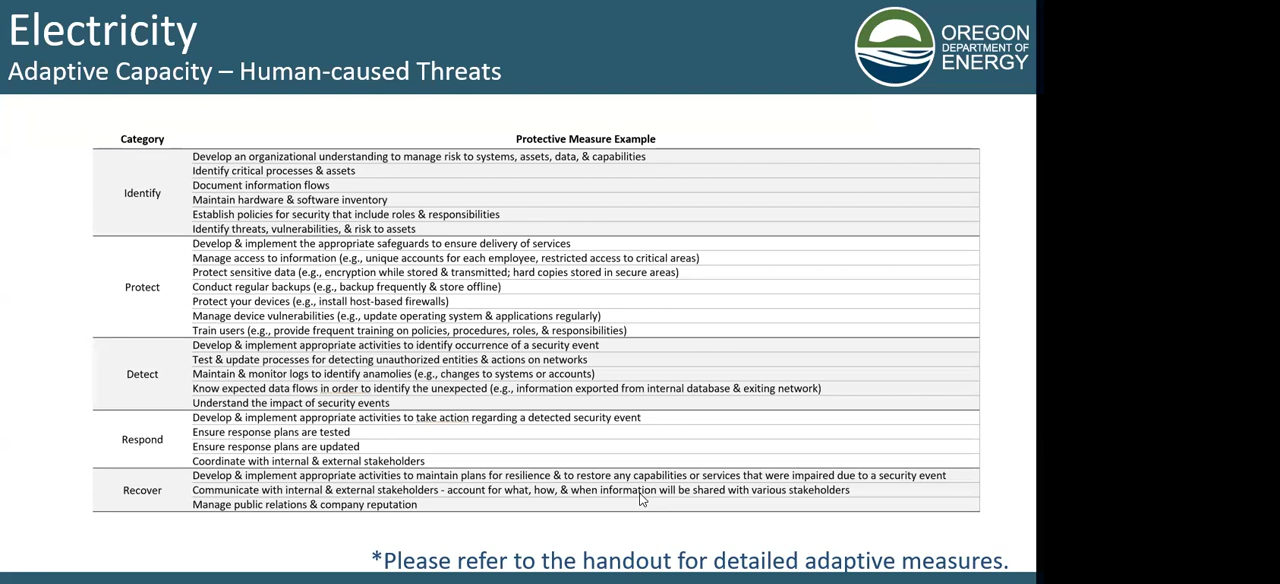 Electricity
Adaptive Capacity – Human-caused Threats
OREGON
DEPARTMENT OF
ENERGY
Category Protective Measure Example
Identify
Develop an organizational understanding to manage risk to systems, assets, data, & capabilities
Identify critical processes & assets
Document information flows
Maintain hardware & software inventory
Establish policies for security that include roles & responsibilities
Identify threats, vulnerabilities, & risk to assets
Protect
Develop & implement the appropriate safeguards to ensure delivery of services
Manage access to information (e.g., unique accounts for each employee, restricted access to critical areas)
Protect sensitive data (e.g., encryption while stored & transmitted; hard copies stored in secure areas)
Conduct regular backups (e.g., backup frequently & store offline)
Protect your devices (e.g., install host-based firewalls)
Manage device vulnerabilities (e.g., update operating system & applications regularly)
Train users (e.g., provide frequent training on policies, procedures, roles, & responsibilities)
Detect
Develop & implement appropriate activities to identify occurrence of a security event
Test & update processes for detecting unauthorized entities & actions on networks
Maintain & monitor logs to identify anamolies (e.g., changes to systems or accounts)
Know expected data flows in order to identify the unexpected (e.g., information exported from internal database & exiting network)
Understand the impact of security events
Respond
Develop & implement appropriate activities to take action regarding a detected security event
Ensure response plans are tested
Ensure response plans are updated
Coordinate with internal & external stakeholders
Recover
Develop & implement appropriate activities to maintain plans for resilience & to restore any capabilities or services that were impaired due to a security event
Communicate with internal & external stakeholders - account for what, how, & when information will be shared with various stakeholders
Manage public relations & company reputation
*Please refer to the handout for detailed adaptive measures.